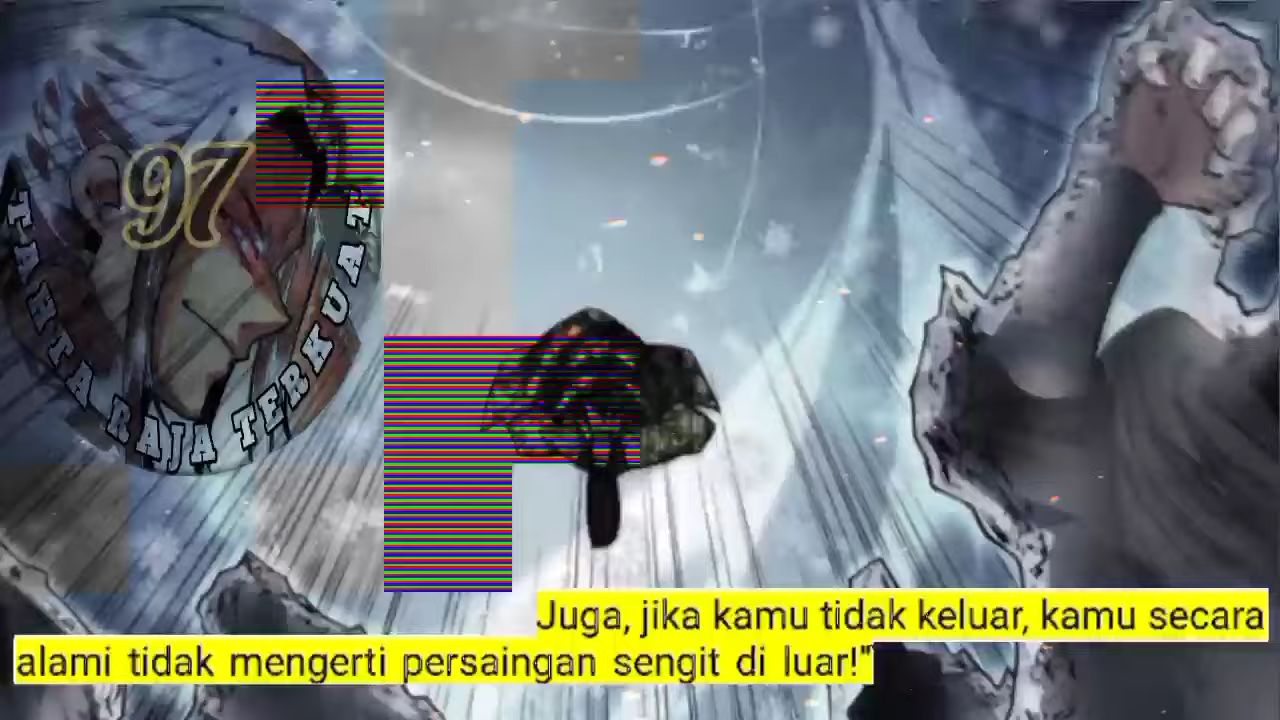 97
TAHTA RAJA TERKUAT
Juga, jika kamu tidak keluar, kamu secara
alami tidak mengerti persaingan sengit di luar!"